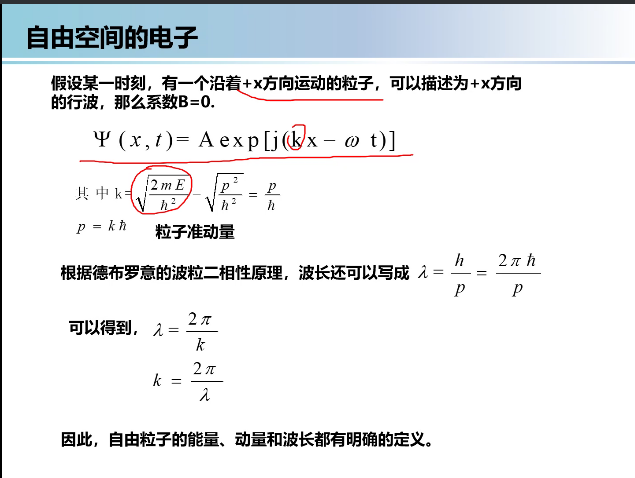 自由空间的电子
假设某一时刻，有一个沿着+x方向运动的粒子，可以描述为+x方向
的行波，那么系数B=0.
Ψ(x,t)= A exp[j(kx − ω t)]
其中k=√(2mE/ħ²) = √(p²/ħ²) = p/ħ
p = kħ 粒子准动量
根据德布罗意的波粒二相性原理，波长还可以写成 λ = h/p = 2πħ/p
可以得到， λ = 2π/k
k = 2π/λ
因此，自由粒子的能量、动量和波长都有明确的定义。